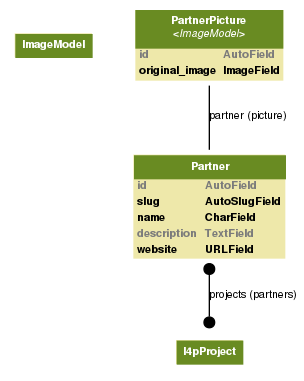 PartnerPicture
<ImageModel>
ImageModel
id AutoField
original_image ImageField
partner (picture)
Partner
id AutoField
slug AutoSlugField
name CharField
description TextField
website URLField
projects (partners)
I4pProject